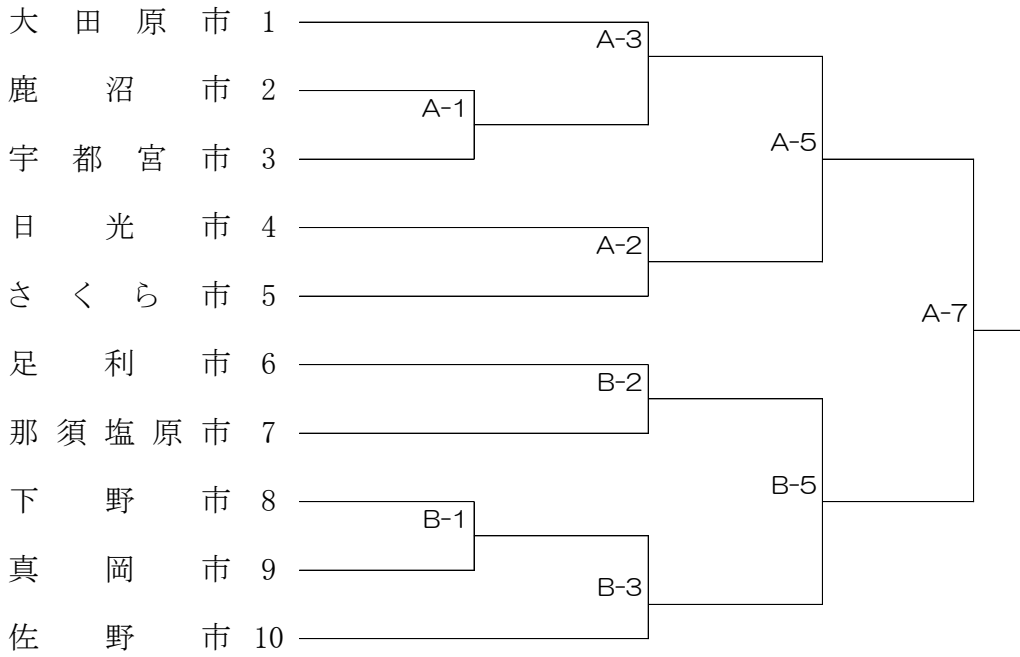 大田原市 1
A-3
鹿沼市 2
A-1
宇都宮市 3
A-5
日光市 4
A-2
さくら市 5
A-7
足利市 6
B-2
那須塩原市 7
B-5
下野市 8
B-1
真岡市 9
B-3
佐野市 10